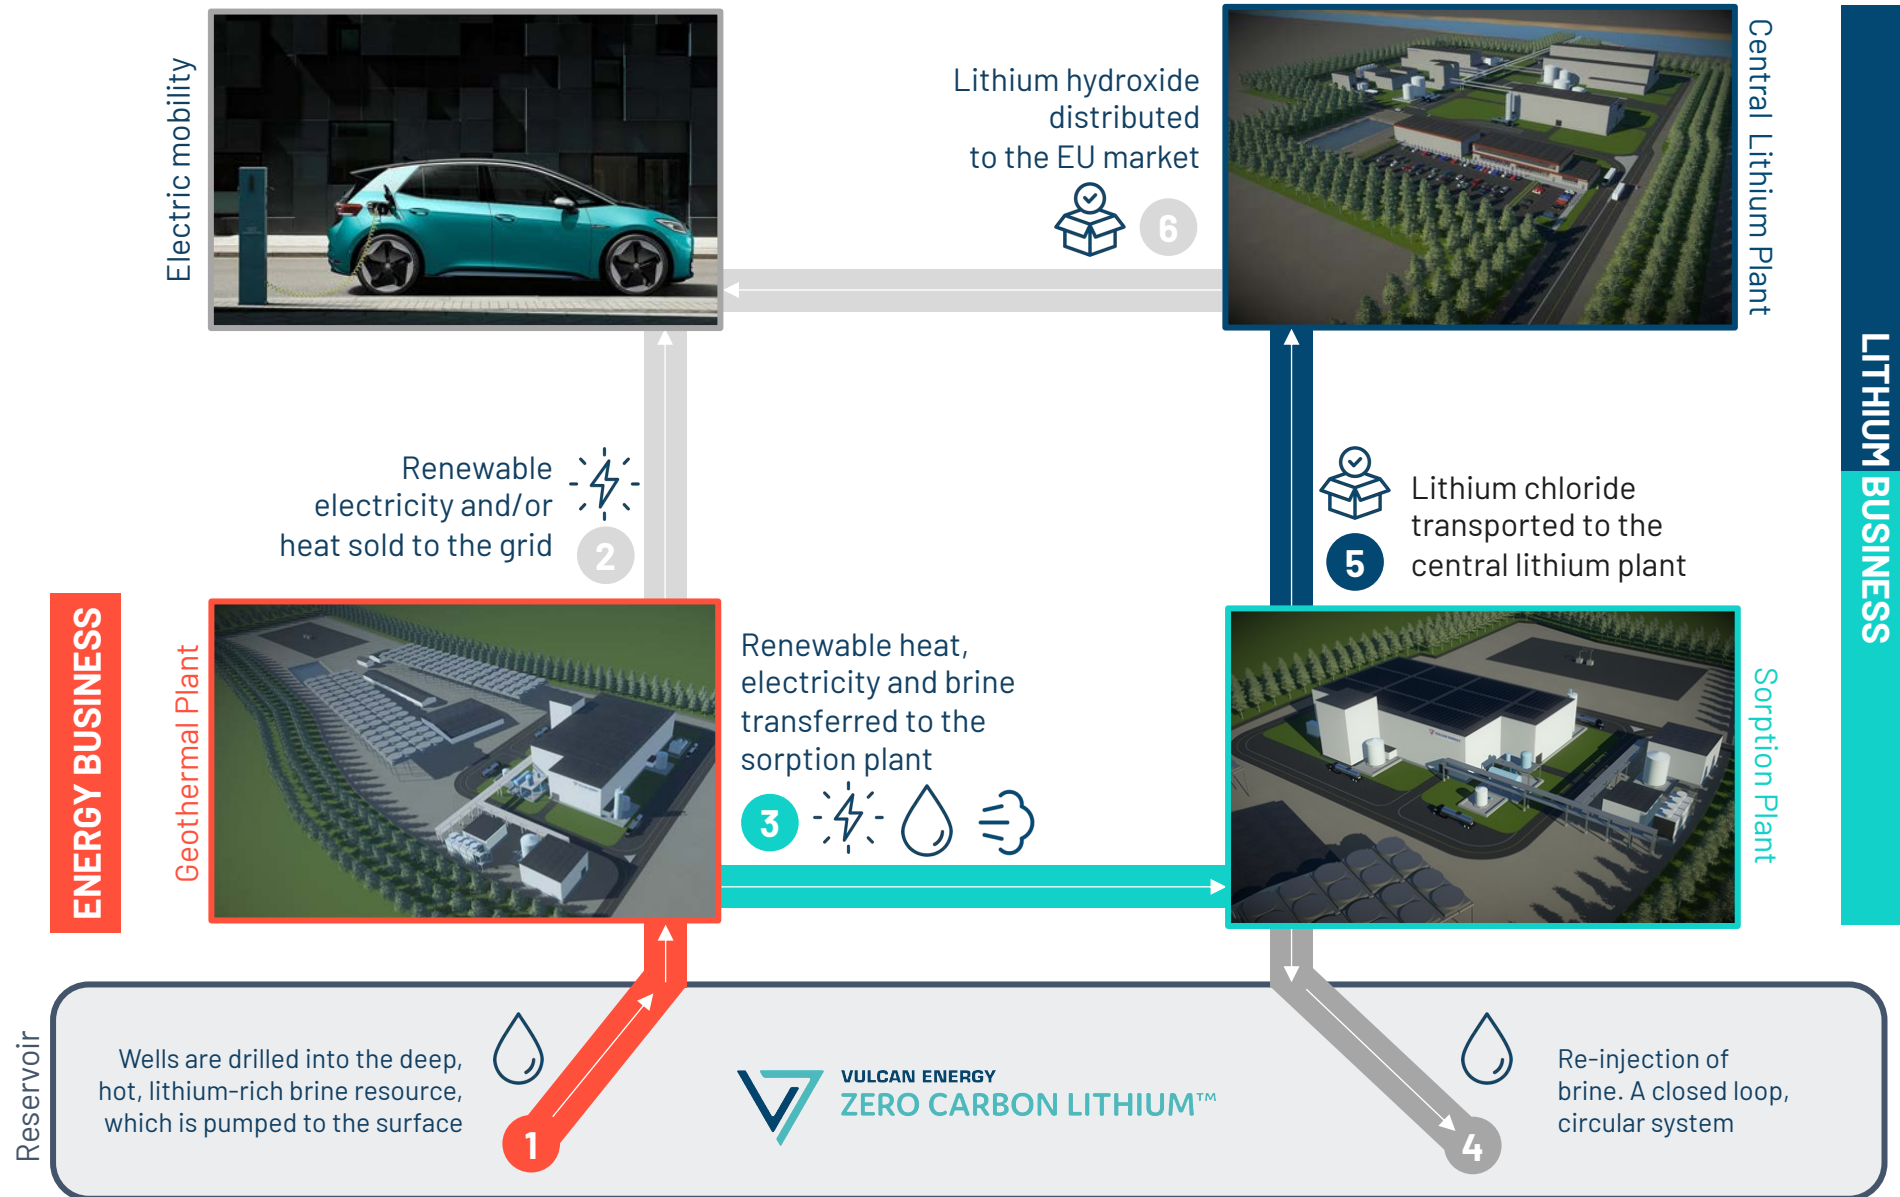 Electric mobility
Lithium hydroxide
distributed
to the EU market
6
Central Lithium Plant
LITHIUM BUSINESS
Renewable
electricity and/or
heat sold to the grid
2
Lithium chloride
transported to the
central lithium plant
5
ENERGY BUSINESS
Geothermal Plant
Renewable heat,
electricity and brine
transferred to the
sorption plant
3
Sorption Plant
Reservoir
Wells are drilled into the deep,
hot, lithium-rich brine resource,
which is pumped to the surface
1
VULCAN ENERGY
ZERO CARBON LITHIUM™
Re-injection of
brine. A closed loop,
circular system
4